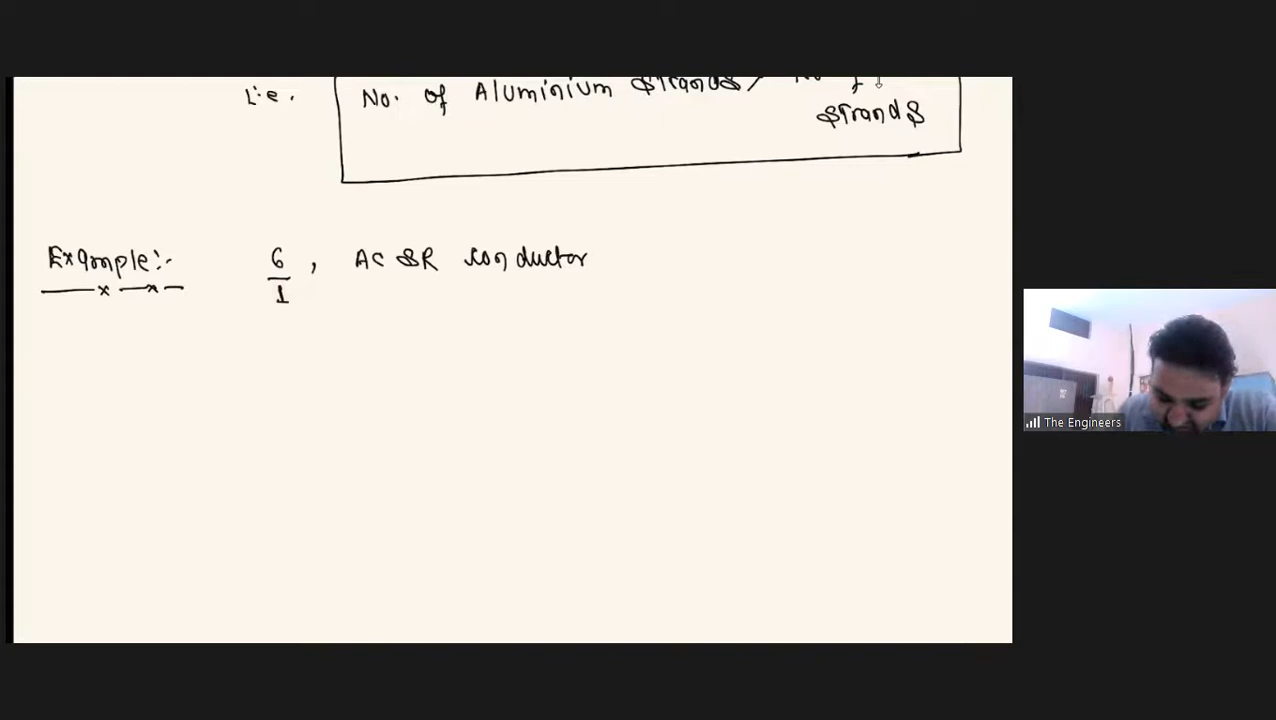 i.e. No. of Aluminium Strands /
Strands
Example:- 6/1 , ACSR conductor
The Engineers